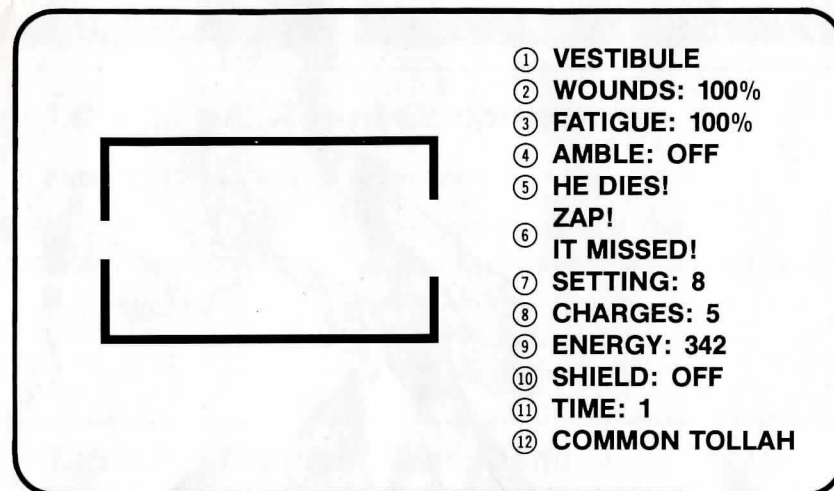 ① VESTIBULE
② WOUNDS: 100%
③ FATIGUE: 100%
④ AMBLE: OFF
⑤ HE DIES!
⑥ ZAP!
IT MISSED!
⑦ SETTING: 8
⑧ CHARGES: 5
⑨ ENERGY: 342
⑩ SHIELD: OFF
⑪ TIME: 1
⑫ COMMON TOLLAH